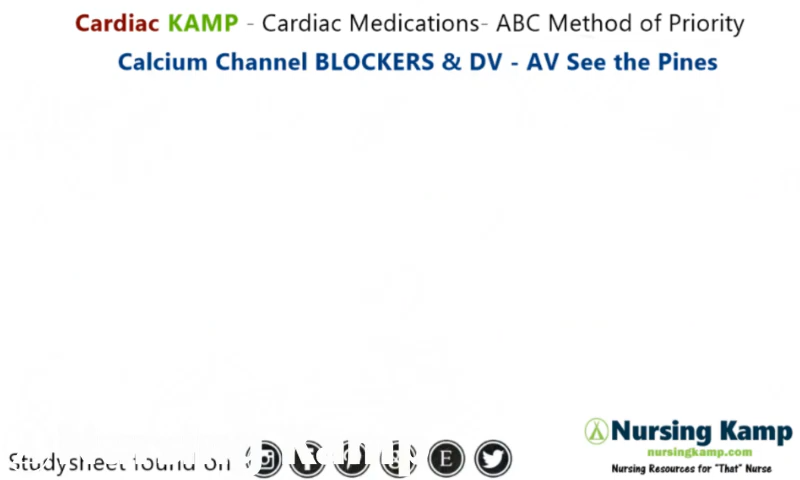 Cardiac KAMP - Cardiac Medications- ABC Method of Priority
Calcium Channel BLOCKERS & DV - AV See the Pines
Nursing Kamp
nursingkamp.com
Nursing Resources for "That" Nurse
Studysheet found on